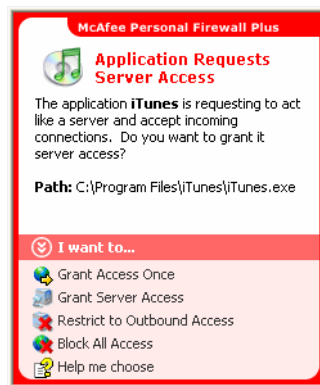 McAfee Personal Firewall Plus
Application Requests
Server Access
The application iTunes is requesting to act
like a server and accept incoming
connections. Do you want to grant it
server access?
Path: C:\Program Files\iTunes\iTunes.exe
I want to...
Grant Access Once
Grant Server Access
Restrict to Outbound Access
Block All Access
Help me choose